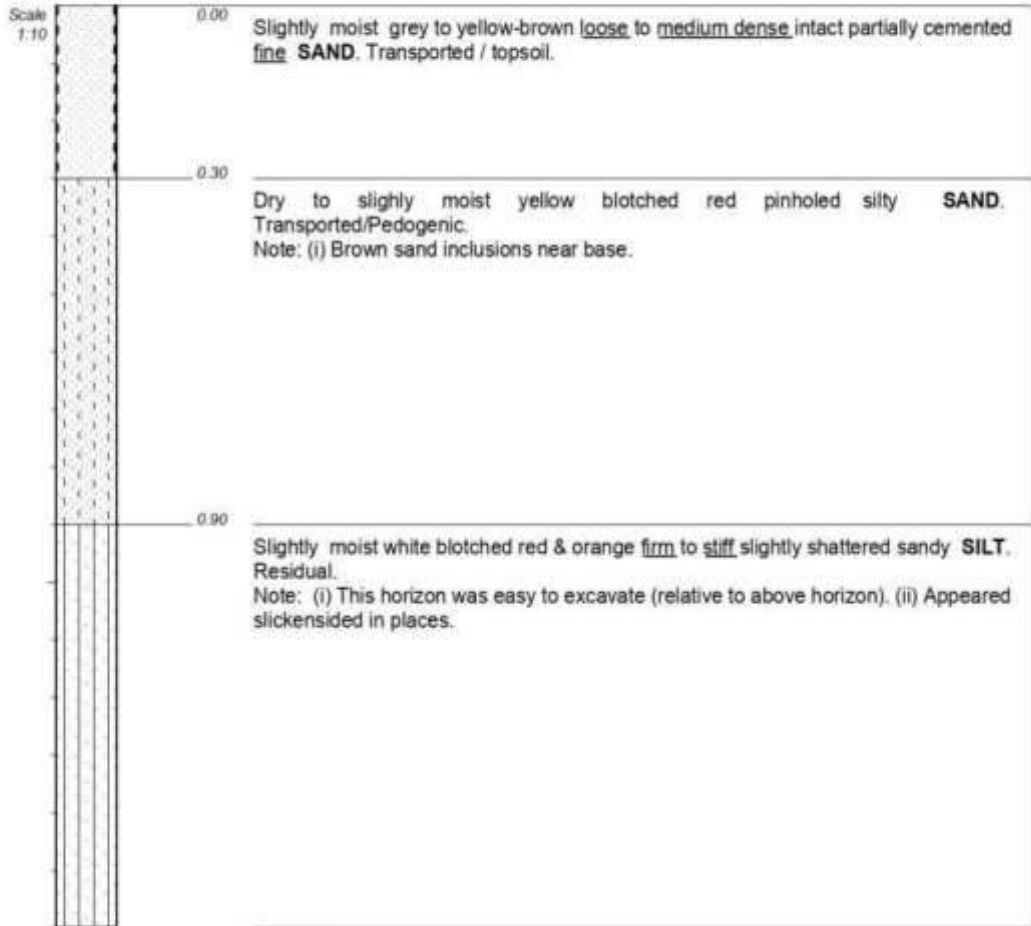 Scale
1:10
0.00
Slightly moist grey to yellow-brown loose to medium dense intact partially cemented
fine SAND. Transported / topsoil.
0.30
Dry to slighly moist yellow blotched red pinholed silty SAND.
Transported/Pedogenic.
Note: (i) Brown sand inclusions near base.
0.90
Slightly moist white blotched red & orange firm to stiff slightly shattered sandy SILT.
Residual.
Note: (i) This horizon was easy to excavate (relative to above horizon). (ii) Appeared
slickensided in places.